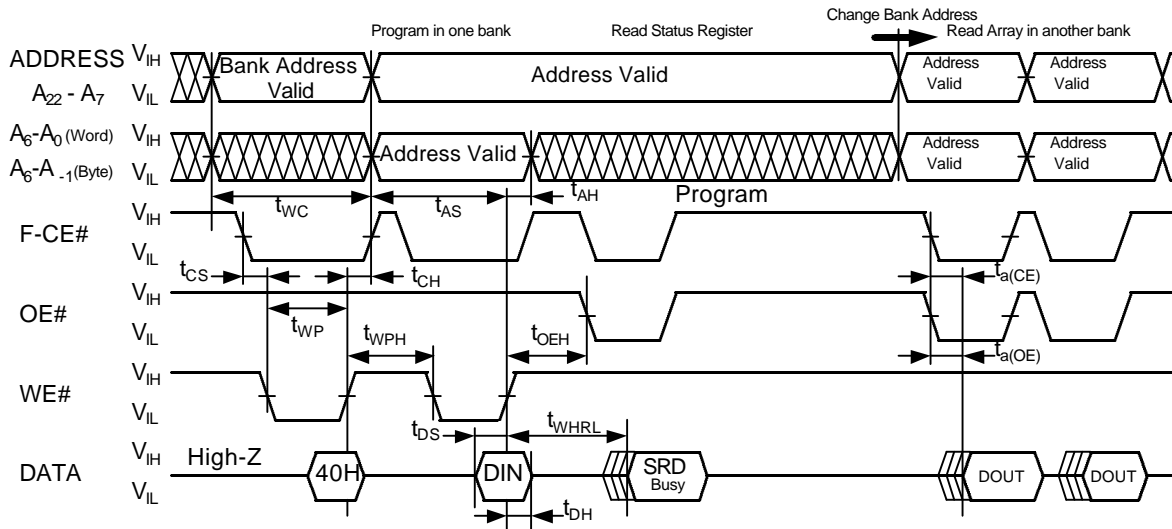 Change Bank Address
Program in one bank Read Status Register Read Array in another bank
ADDRESS VIH Bank Address Valid Address Valid Address Valid Address Valid
A22 - A7 VIL
A6-A0 (Word) VIH Address Valid Address Valid Address Valid
A6-A-1(Byte) VIL
tWC tAS tAH Program
F-CE# VIH
VIL
tCS tCH ta(CE)
OE# VIH
VIL
tWP tWPH tOEH ta(OE)
WE# VIH
VIL
tDS tWHRL
DATA VIH High-Z 40H DIN SRD Busy DOUT DOUT
VIL
tDH